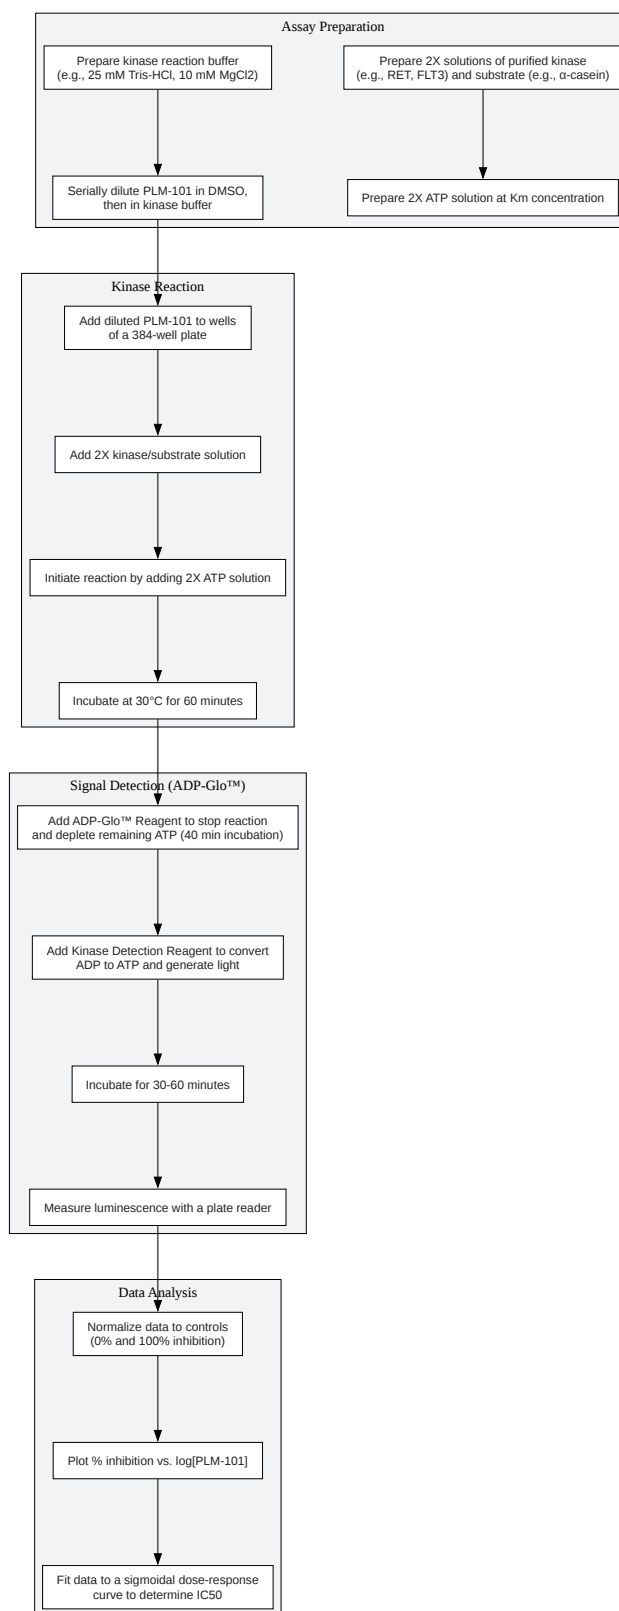 Assay Preparation
Prepare kinase reaction buffer
(e.g., 25 mM Tris-HCl, 10 mM MgCl2)
Prepare 2X solutions of purified kinase
(e.g., RET, FLT3) and substrate (e.g., α-casein)
Serially dilute PLM-101 in DMSO,
then in kinase buffer
Prepare 2X ATP solution at Km concentration
Kinase Reaction
Add diluted PLM-101 to wells
of a 384-well plate
Add 2X kinase/substrate solution
Initiate reaction by adding 2X ATP solution
Incubate at 30°C for 60 minutes
Signal Detection (ADP-Glo™)
Add ADP-Glo™ Reagent to stop reaction
and deplete remaining ATP (40 min incubation)
Add Kinase Detection Reagent to convert
ADP to ATP and generate light
Incubate for 30-60 minutes
Measure luminescence with a plate reader
Data Analysis
Normalize data to controls
(0% and 100% inhibition)
Plot % inhibition vs. log[PLM-101]
Fit data to a sigmoidal dose-response
curve to determine IC50